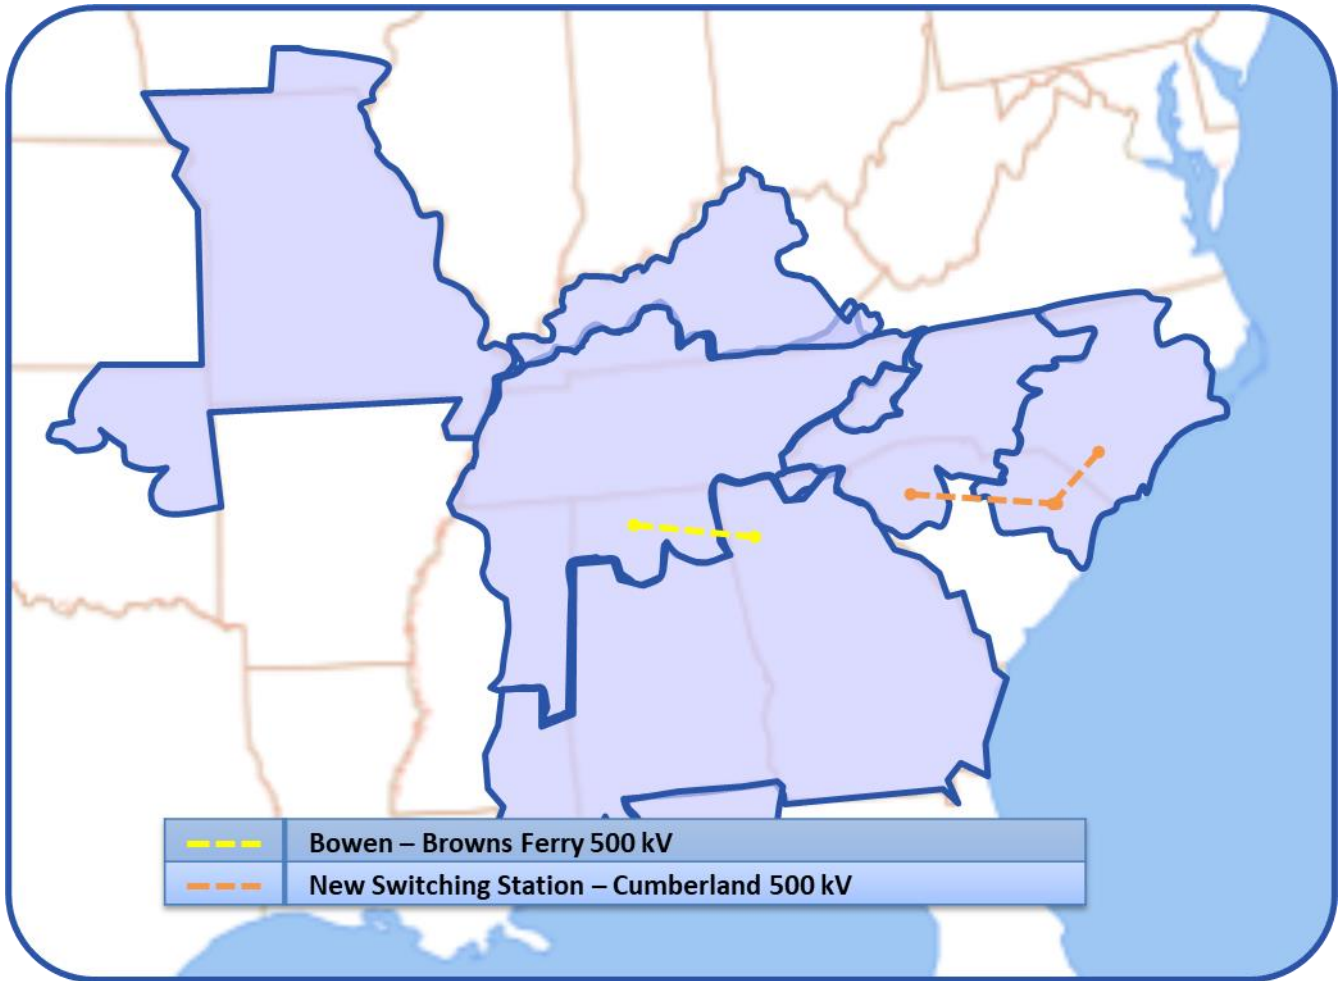 Bowen – Browns Ferry 500 kV
New Switching Station – Cumberland 500 kV